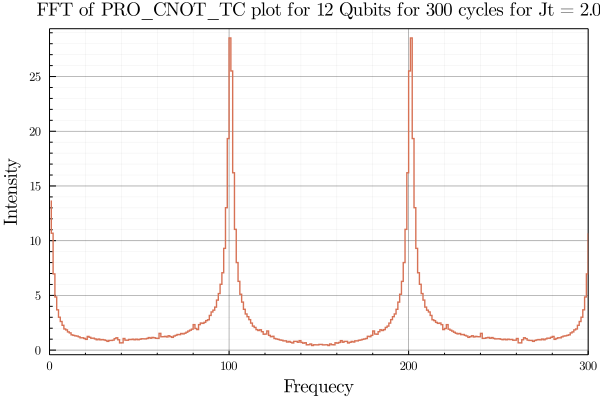 FFT of PRO_CNOT_TC plot for 12 Qubits for 300 cycles for Jt = 2.0
Intensity
25
20
15
10
5
0
0 100 200 300
Frequecy